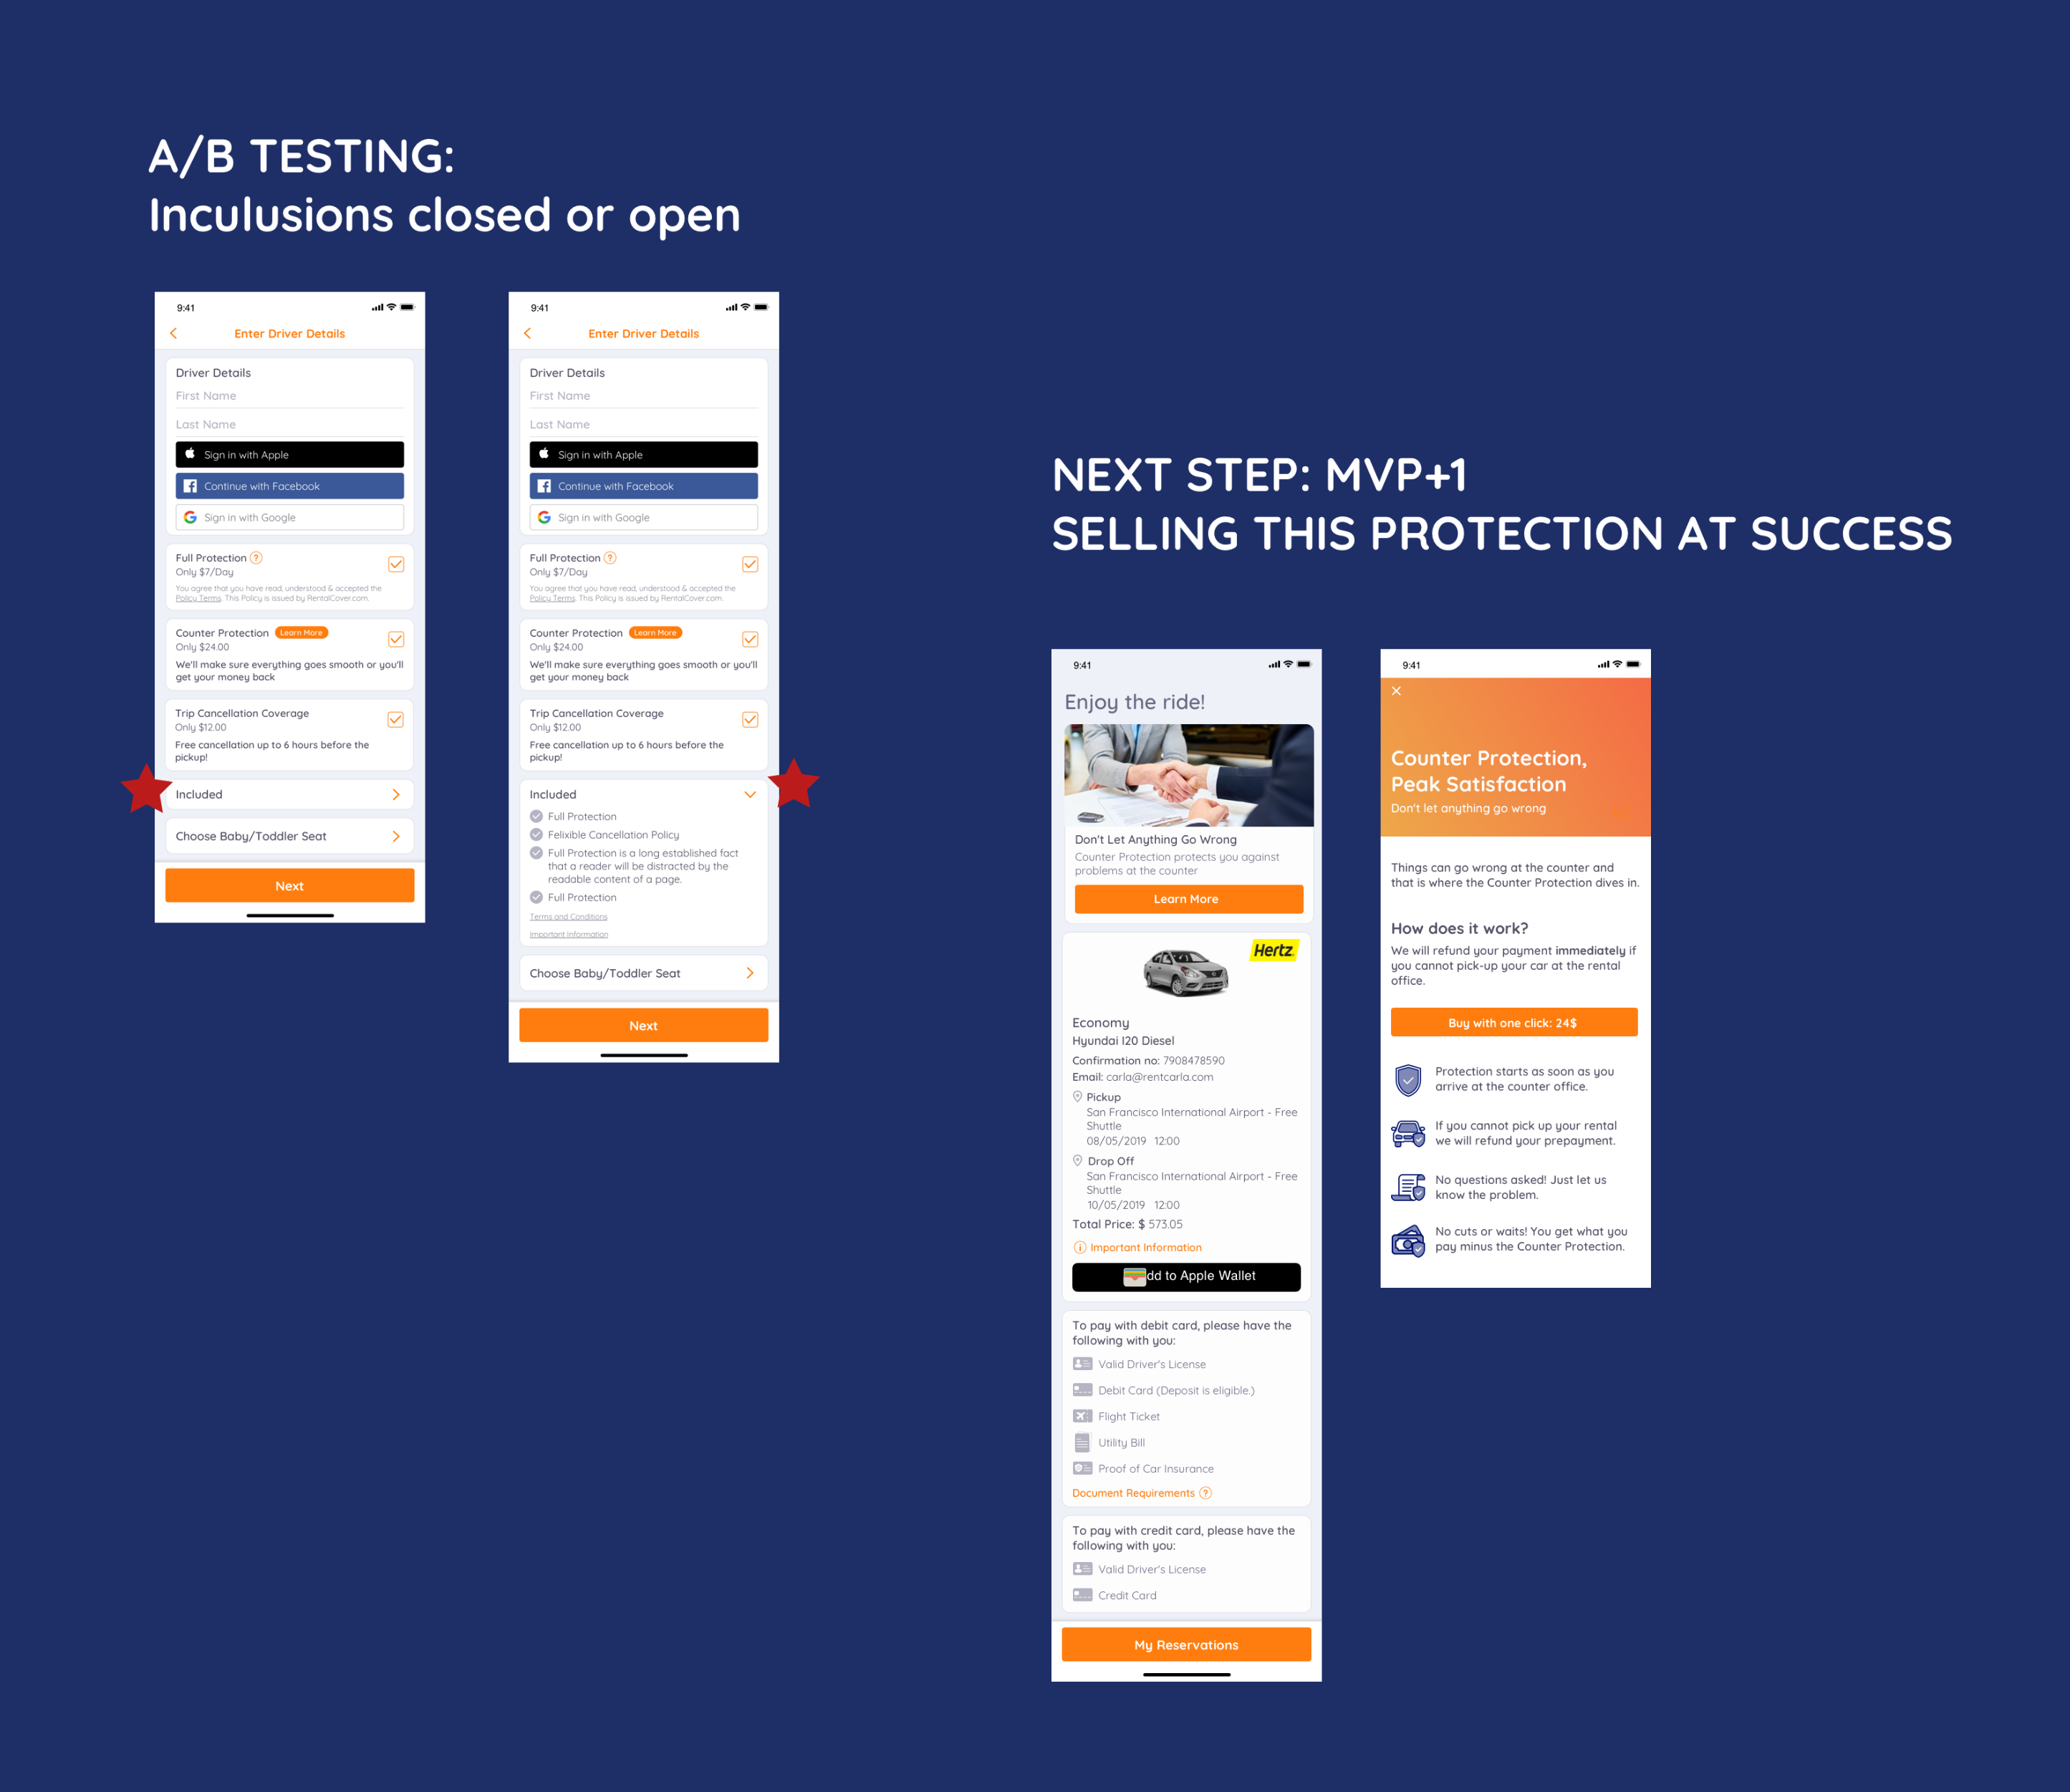 A/B TESTING:
Inculusions closed or open
9:41
Enter Driver Details
Driver Details
First Name
Last Name
Sign in with Apple
Continue with Facebook
Sign in with Google
Full Protection ?
Only $7/Day
You agree that you have read, understood & accepted the
Policy Terms. This Policy is issued by RentalCover.com.
Counter Protection Learn More
Only $24.00
We'll make sure everything goes smooth or you'll
get your money back
Trip Cancellation Coverage
Only $12.00
Free cancellation up to 6 hours before the
pickup!
Included
Choose Baby/Toddler Seat
Next
9:41
Enter Driver Details
Driver Details
First Name
Last Name
Sign in with Apple
Continue with Facebook
Sign in with Google
Full Protection ?
Only $7/Day
You agree that you have read, understood & accepted the
Policy Terms. This Policy is issued by RentalCover.com.
Counter Protection Learn More
Only $24.00
We'll make sure everything goes smooth or you'll
get your money back
Trip Cancellation Coverage
Only $12.00
Free cancellation up to 6 hours before the
pickup!
Included
Full Protection
Felixible Cancellation Policy
Full Protection is a long established fact
that a reader will be distracted by the
readable content of a page.
Full Protection
Terms and Conditions
Important Information
Choose Baby/Toddler Seat
Next
NEXT STEP: MVP+1
SELLING THIS PROTECTION AT SUCCESS
9:41
Enjoy the ride!
Don't Let Anything Go Wrong
Counter Protection protects you against
problems at the counter
Learn More
Hertz
Economy
Hyundai I20 Diesel
Confirmation no: 7908478590
Email: carla@rentcarla.com
Pickup
San Francisco International Airport - Free
Shuttle
08/05/2019 12:00
Drop Off
San Francisco International Airport - Free
Shuttle
10/05/2019 12:00
Total Price: $ 573.05
Important Information
dd to Apple Wallet
To pay with debit card, please have the
following with you:
Valid Driver's License
Debit Card (Deposit is eligible.)
Flight Ticket
Utility Bill
Proof of Car Insurance
Document Requirements ?
To pay with credit card, please have the
following with you:
Valid Driver's License
Credit Card
My Reservations
9:41
Counter Protection,
Peak Satisfaction
Don't let anything go wrong
Things can go wrong at the counter and
that is where the Counter Protection dives in.
How does it work?
We will refund your payment immediately if
you cannot pick-up your car at the rental
office.
Buy with one click: 24$
Protection starts as soon as you
arrive at the counter office.
If you cannot pick up your rental
we will refund your prepayment.
No questions asked! Just let us
know the problem.
No cuts or waits! You get what you
pay minus the Counter Protection.